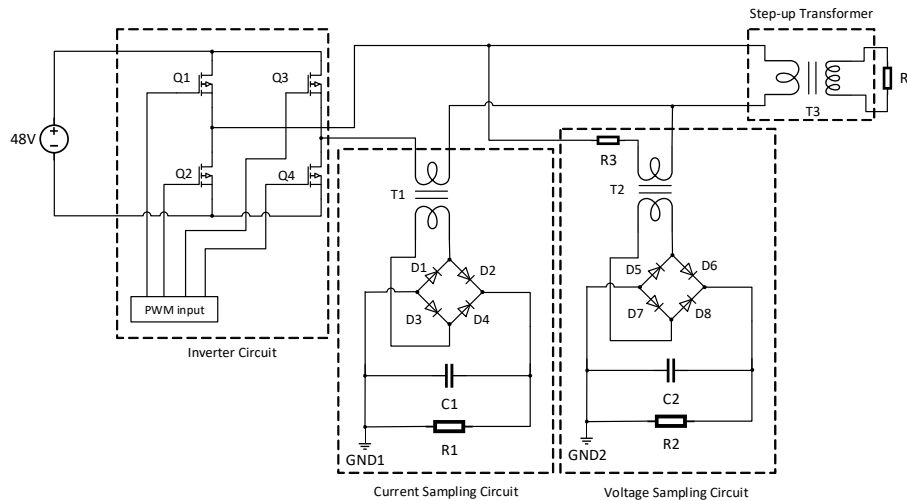 Step-up Transformer
Q1
Q3
R
T3
48V
R3
Q2
Q4
T1
T2
D1
D2
D5
D6
PWM input
D3
D4
D7
D8
Inverter Circuit
C1
C2
R1
R2
GND1
GND2
Current Sampling Circuit
Voltage Sampling Circuit